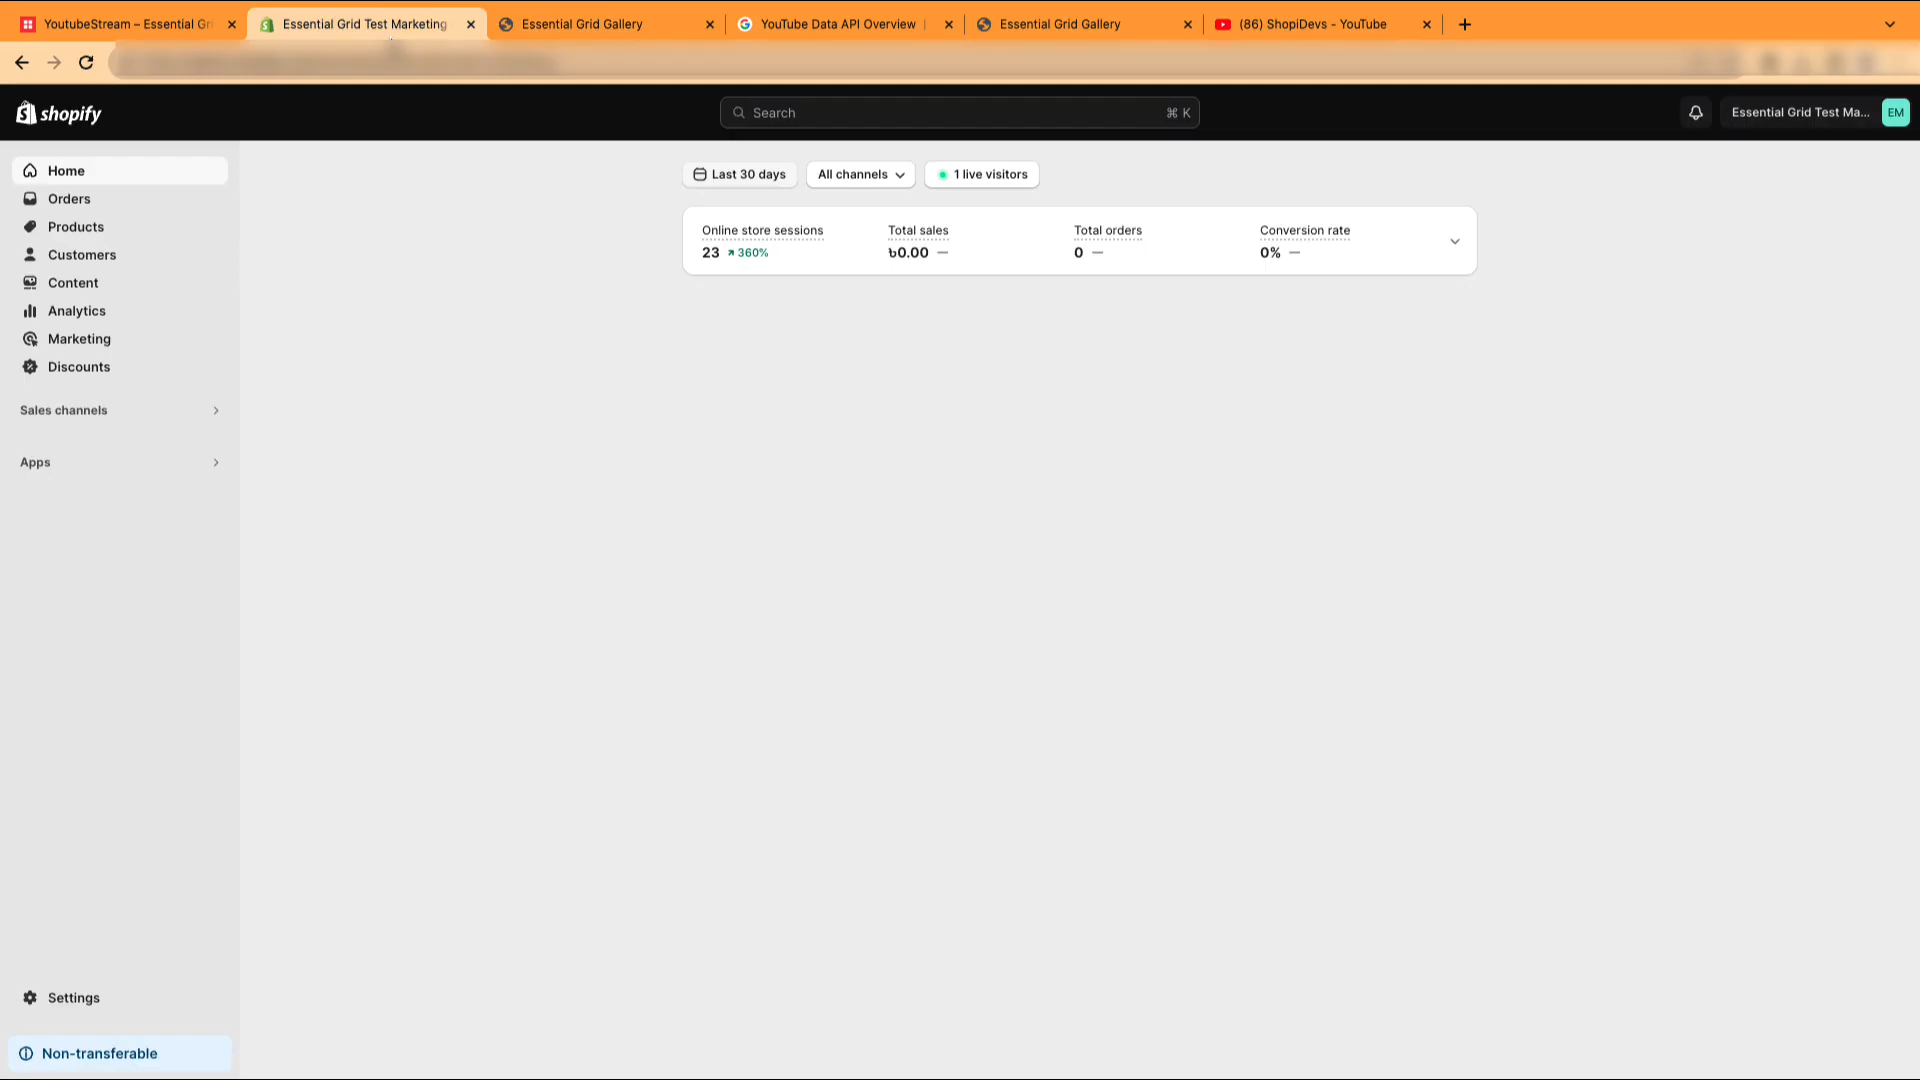 YoutubeStream – Essential Gri
Essential Grid Test Marketing
Essential Grid Gallery
YouTube Data API Overview
Essential Grid Gallery
(86) ShopiDevs - YouTube
shopify
Search
⌘ K
Essential Grid Test Ma...
EM
Home
Orders
Products
Customers
Content
Analytics
Marketing
Discounts
Sales channels
Apps
Settings
Non-transferable
Last 30 days
All channels
1 live visitors
Online store sessions
23 360%
Total sales
৳0.00 —
Total orders
0 —
Conversion rate
0% —